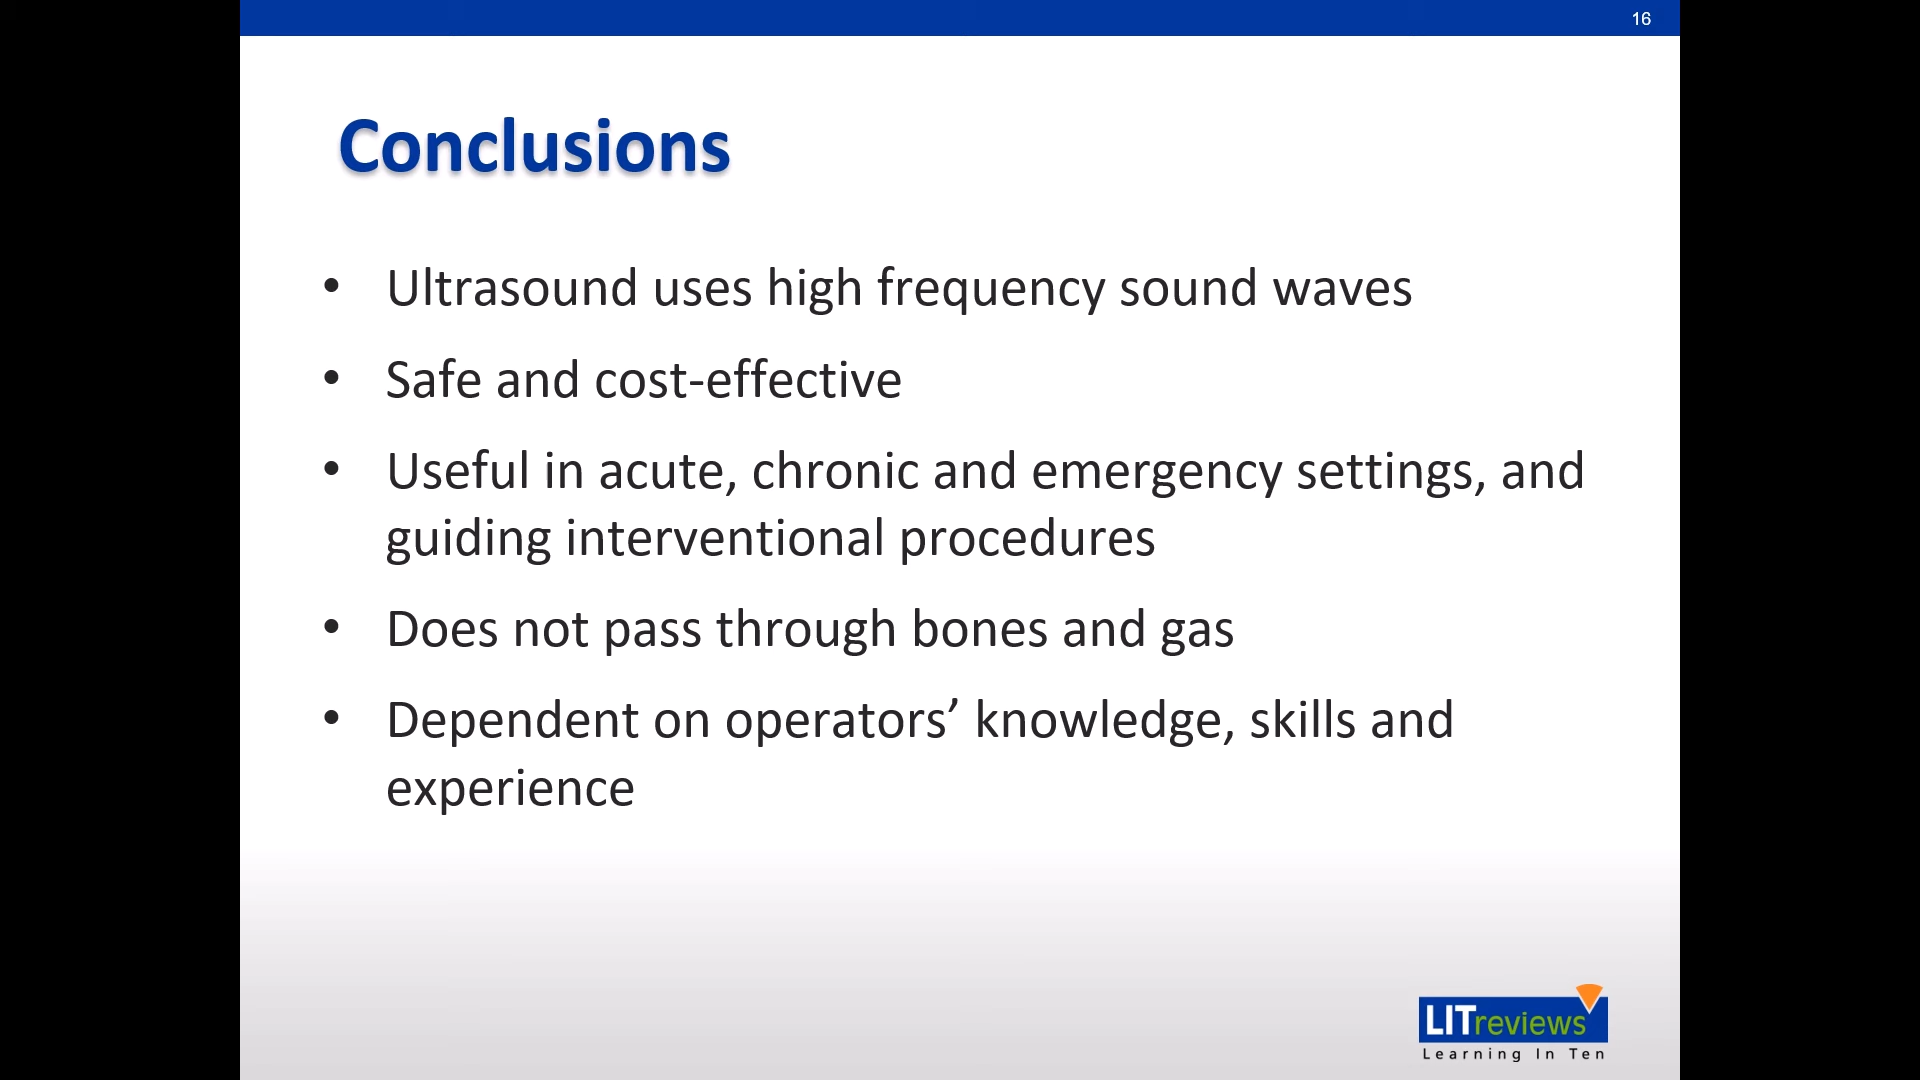 16
Conclusions
• Ultrasound uses high frequency sound waves
• Safe and cost-effective
• Useful in acute, chronic and emergency settings, and
guiding interventional procedures
• Does not pass through bones and gas
• Dependent on operators’ knowledge, skills and
experience
LITreviews
Learning In Ten